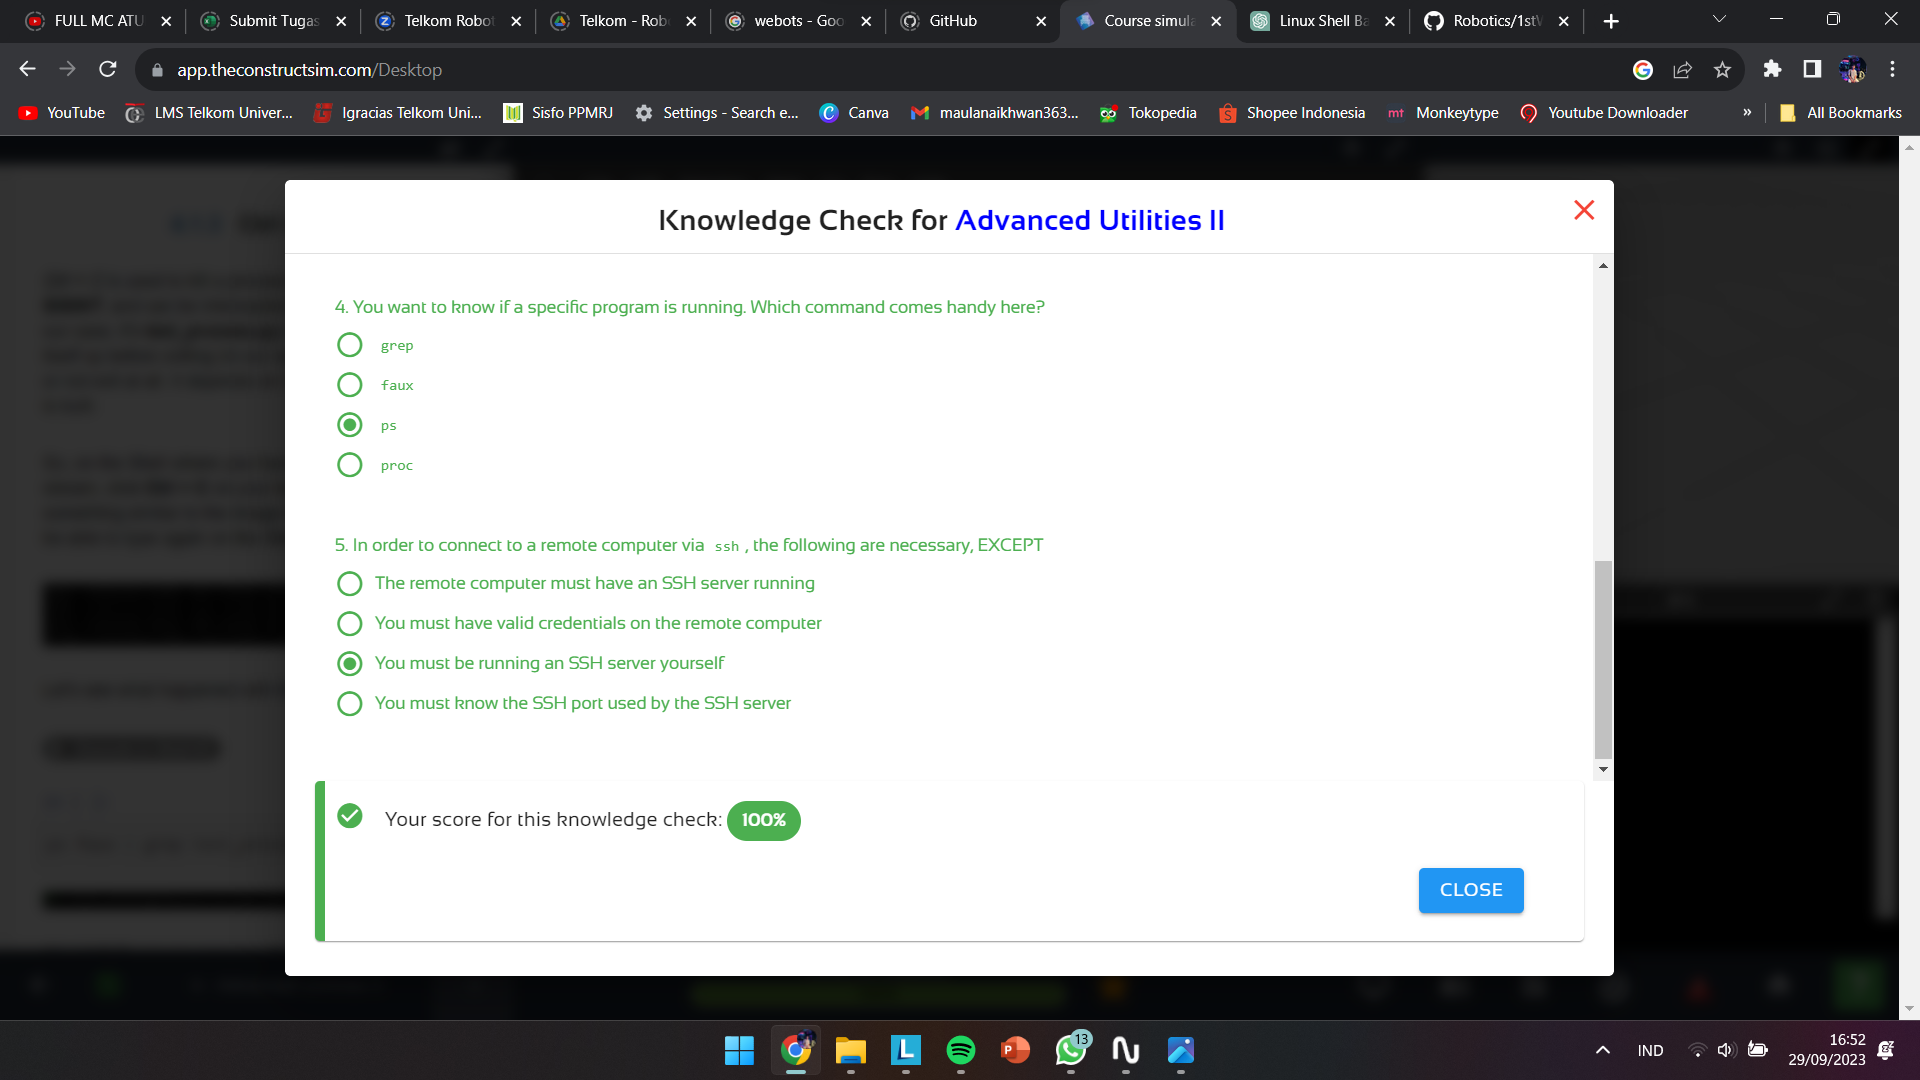 FULL MC ATU
Submit Tugas
Telkom Robot
Telkom - Rob
webots - Goo
GitHub
Course simula
Linux Shell Ba
Robotics/1stW
app.theconstructsim.com/Desktop
YouTube
LMS Telkom Univer...
Igracias Telkom Uni...
Sisfo PPMRJ
Settings - Search e...
Canva
maulanaikhwan363...
Tokopedia
Shopee Indonesia
mt Monkeytype
Youtube Downloader
»
All Bookmarks
Knowledge Check for Advanced Utilities II
4. You want to know if a specific program is running. Which command comes handy here?
grep
faux
ps
proc
5. In order to connect to a remote computer via ssh , the following are necessary, EXCEPT
The remote computer must have an SSH server running
You must have valid credentials on the remote computer
You must be running an SSH server yourself
You must know the SSH port used by the SSH server
Your score for this knowledge check: 100%
CLOSE
13
IND
16:52
29/09/2023